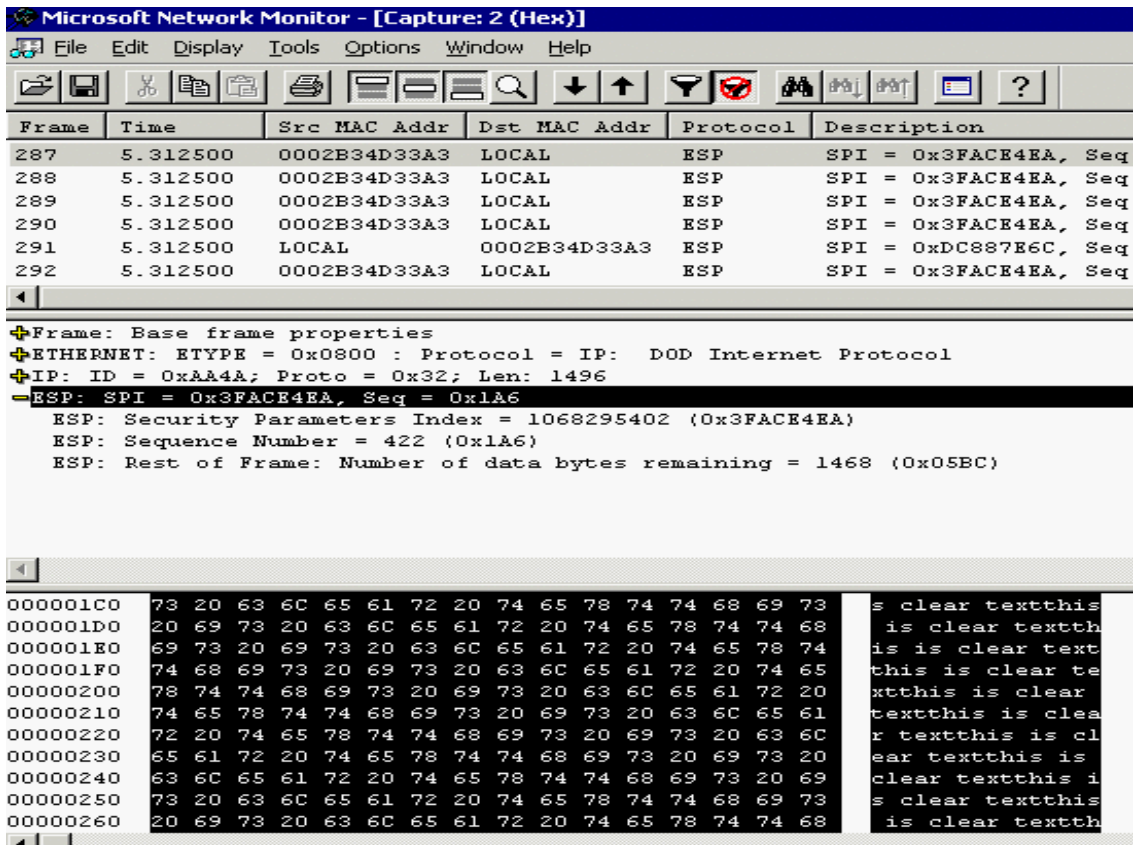 Microsoft Network Monitor - [Capture: 2 (Hex)]
File Edit Display Tools Options Window Help
Frame Time Src MAC Addr Dst MAC Addr Protocol Description
287 5.312500 0002B34D33A3 LOCAL ESP SPI = 0x3FACE4EA, Seq
288 5.312500 0002B34D33A3 LOCAL ESP SPI = 0x3FACE4EA, Seq
289 5.312500 0002B34D33A3 LOCAL ESP SPI = 0x3FACE4EA, Seq
290 5.312500 0002B34D33A3 LOCAL ESP SPI = 0x3FACE4EA, Seq
291 5.312500 LOCAL 0002B34D33A3 ESP SPI = 0xDC887E6C, Seq
292 5.312500 0002B34D33A3 LOCAL ESP SPI = 0x3FACE4EA, Seq
Frame: Base frame properties
ETHERNET: ETYPE = 0x0800 : Protocol = IP: DOD Internet Protocol
IP: ID = 0xAA4A; Proto = 0x32; Len: 1496
ESP: SPI = 0x3FACE4EA, Seq = 0x1A6
ESP: Security Parameters Index = 1068295402 (0x3FACE4EA)
ESP: Sequence Number = 422 (0x1A6)
ESP: Rest of Frame: Number of data bytes remaining = 1468 (0x05BC)
000001C0 73 20 63 6C 65 61 72 20 74 65 78 74 74 68 69 73 s clear textthis
000001D0 20 69 73 20 63 6C 65 61 72 20 74 65 78 74 74 68 is clear textth
000001E0 69 73 20 69 73 20 63 6C 65 61 72 20 74 65 78 74 is is clear text
000001F0 74 68 69 73 20 69 73 20 63 6C 65 61 72 20 74 65 this is clear te
00000200 78 74 74 68 69 73 20 69 73 20 63 6C 65 61 72 20 xtthis is clear
00000210 74 65 78 74 74 68 69 73 20 69 73 20 63 6C 65 61 textthis is clea
00000220 72 20 74 65 78 74 74 68 69 73 20 69 73 20 63 6C r textthis is cl
00000230 65 61 72 20 74 65 78 74 74 68 69 73 20 69 73 20 ear textthis is
00000240 63 6C 65 61 72 20 74 65 78 74 74 68 69 73 20 69 clear textthis i
00000250 73 20 63 6C 65 61 72 20 74 65 78 74 74 68 69 73 s clear textthis
00000260 20 69 73 20 63 6C 65 61 72 20 74 65 78 74 74 68 is clear textth